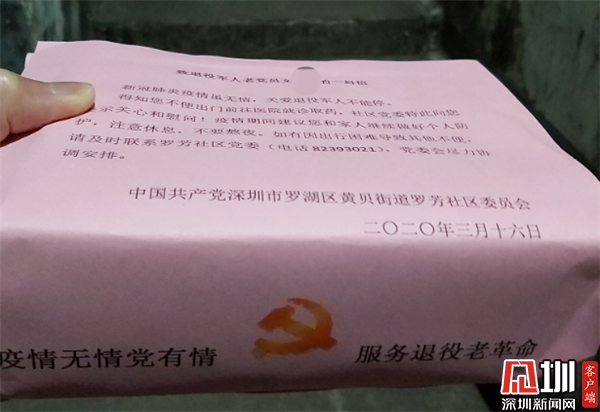 致退役军人老党员文 的一封信
新冠肺炎疫情虽无情，关爱退役军人不能停。
得知您不便出门前往医院就诊取药，社区党委特此向您
示关心和慰问！疫情期间建议您和家人继续做好个人防
护，注意休息，不要熬夜。如有因出行困难导致其他不便，
请及时联系罗芳社区党委（电话82393021），党委会尽力协
调安排。
中国共产党深圳市罗湖区黄贝街道罗芳社区委员会
二〇二〇年三月十六日
疫情无情党有情
服务退役老革命
深圳新闻网
客户端